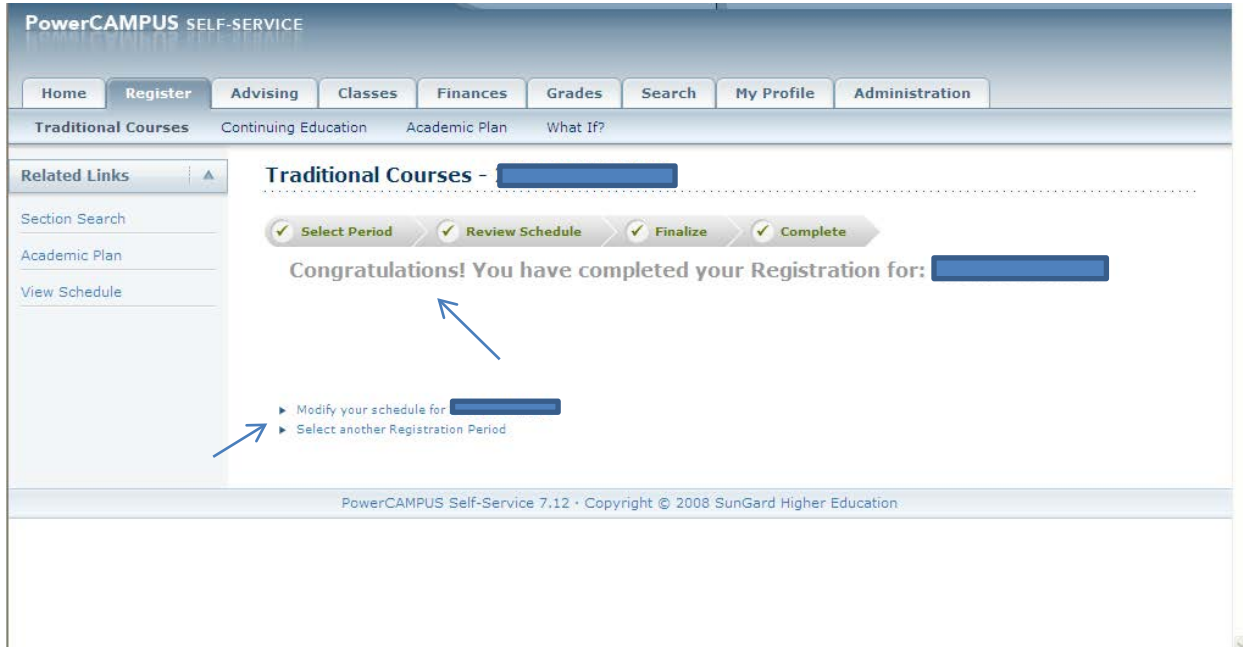 PowerCAMPUS SELF-SERVICE
Home Register Advising Classes Finances Grades Search My Profile Administration
Traditional Courses Continuing Education Academic Plan What If?
Related Links
Section Search
Academic Plan
View Schedule
Traditional Courses -
Select Period Review Schedule Finalize Complete
Congratulations! You have completed your Registration for:
Modify your schedule for
Select another Registration Period
PowerCAMPUS Self-Service 7.12 · Copyright © 2008 SunGard Higher Education